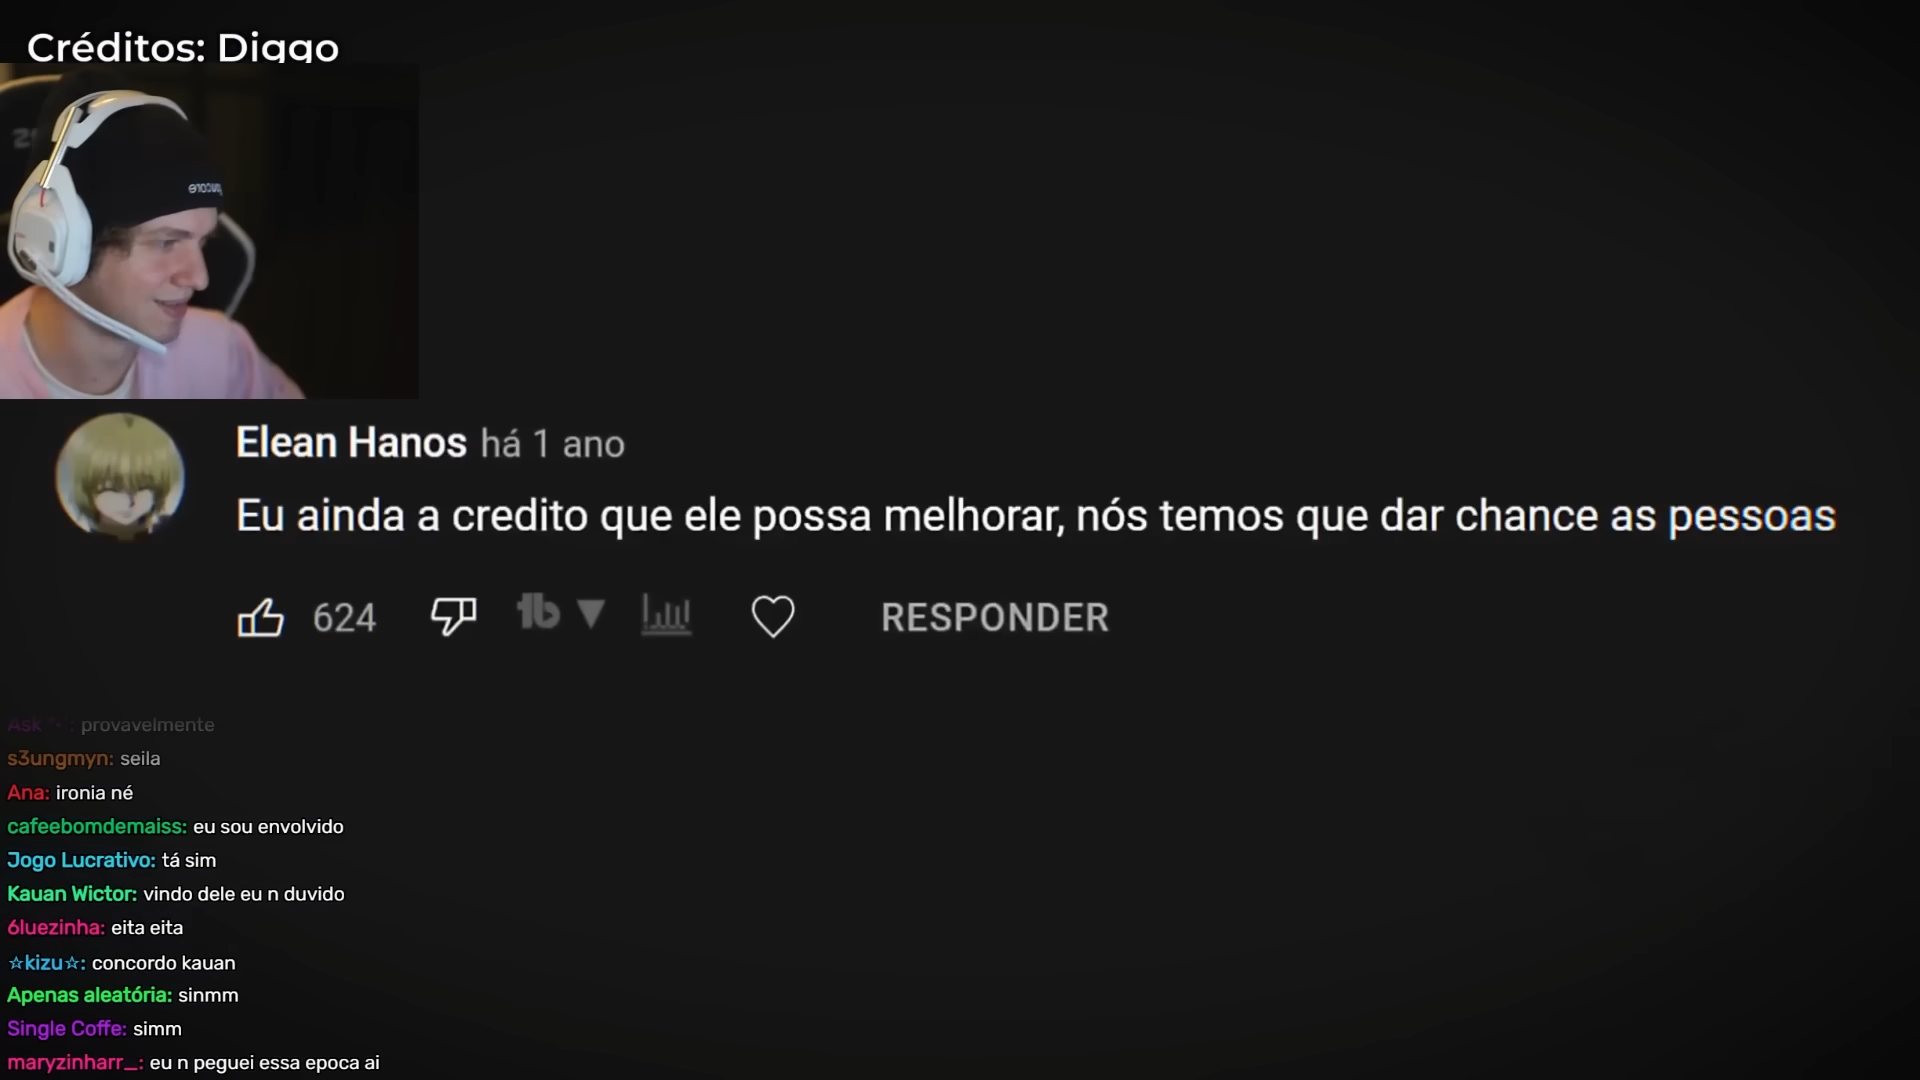 Créditos: Diggo
Elean Hanos há 1 ano
Eu ainda a credito que ele possa melhorar, nós temos que dar chance as pessoas
624
RESPONDER
Ask : provavelmente
s3ungmyn: seila
Ana: ironia né
cafeebomdemaiss: eu sou envolvido
Jogo Lucrativo: tá sim
Kauan Wictor: vindo dele eu n duvido
6luezinha: eita eita
☆kizu☆: concordo kauan
Apenas aleatória: sinmm
Single Coffe: simm
maryzinharr_: eu n peguei essa epoca ai